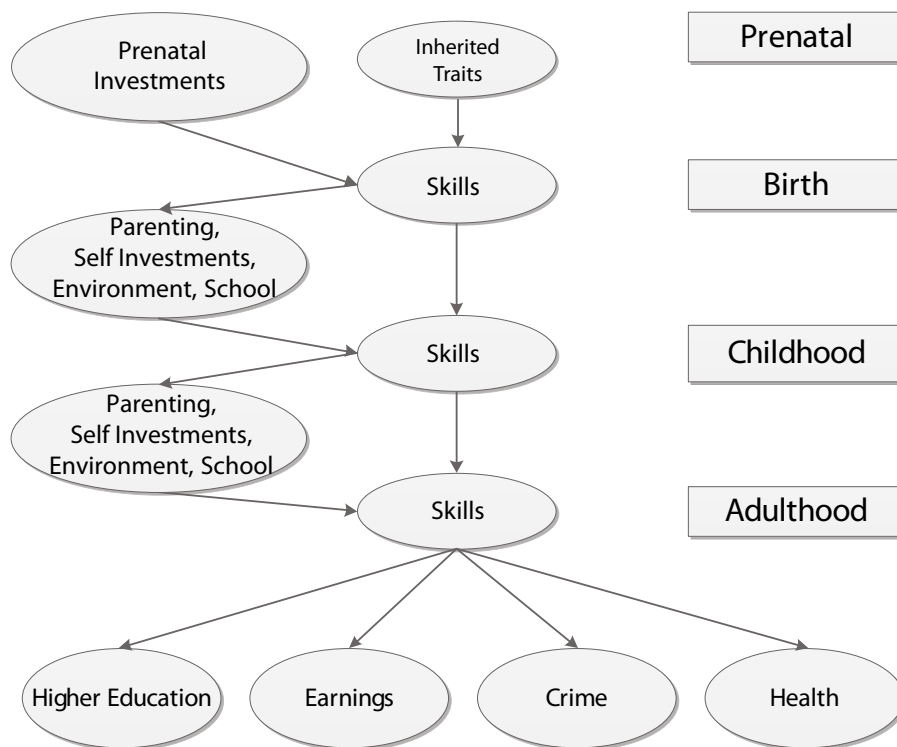 Prenatal
Investments
Inherited
Traits
Prenatal
Skills
Birth
Parenting,
Self Investments,
Environment, School
Skills
Childhood
Parenting,
Self Investments,
Environment, School
Skills
Adulthood
Higher Education
Earnings
Crime
Health